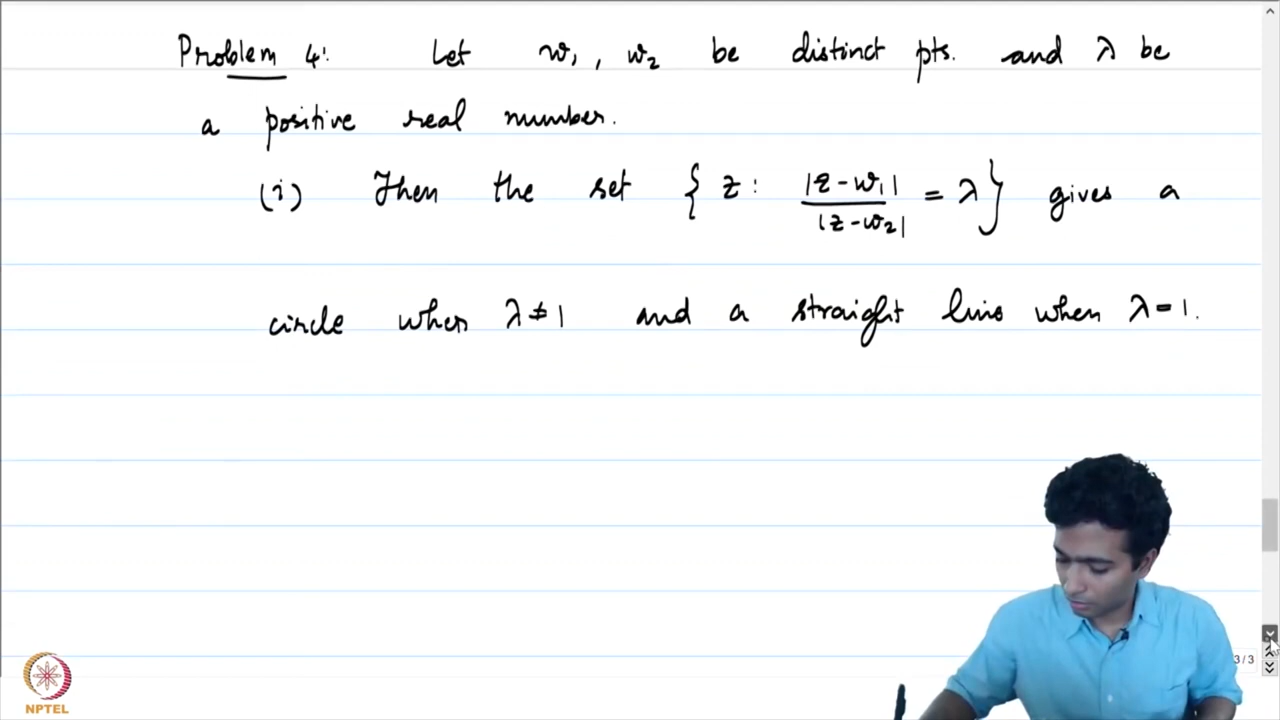 Problem 4: Let w₁, w₂ be distinct pts. and λ be
a positive real number.
(i) Then the set { z : |z-w₁| / |z-w₂| = λ } gives a
circle when λ ≠ 1 and a straight line when λ = 1.
3/3
NPTEL